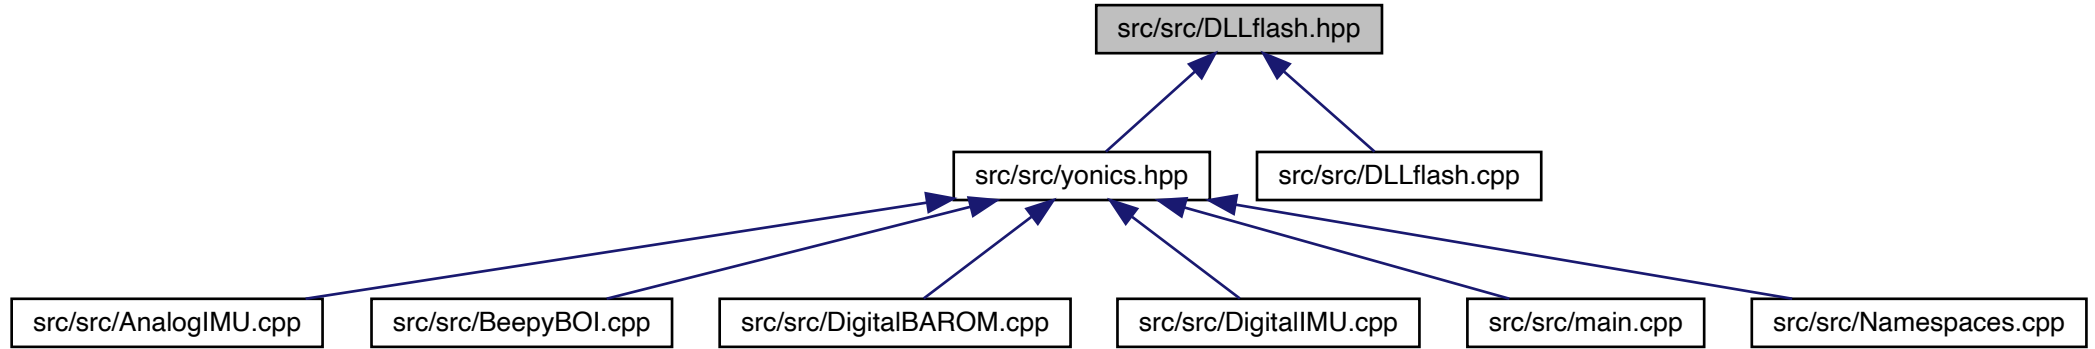 src/src/DLLflash.hpp
src/src/yonics.hpp
src/src/DLLflash.cpp
src/src/AnalogIMU.cpp
src/src/BeepyBOI.cpp
src/src/DigitalBAROM.cpp
src/src/DigitalIMU.cpp
src/src/main.cpp
src/src/Namespaces.cpp